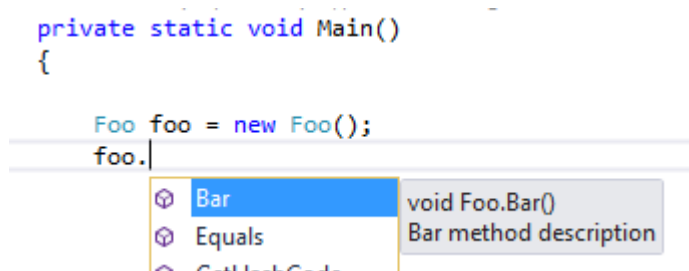 private static void Main()
{
Foo foo = new Foo();
foo.
Bar
void Foo.Bar()
Equals
Bar method description